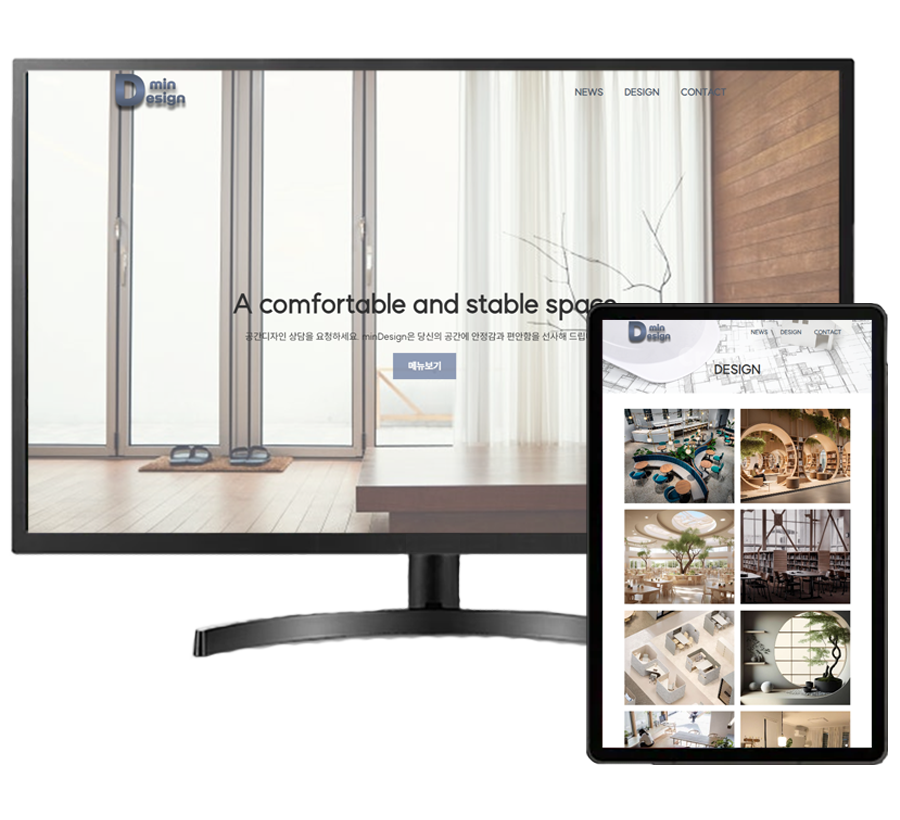 min
Design
NEWS DESIGN CONTACT
A comfortable and stable space
공간디자인 상담을 요청하세요. minDesign은 당신의 공간에 안정감과 편안함을 선사해 드립
메뉴보기
min
Design
NEWS DESIGN CONTACT
DESIGN